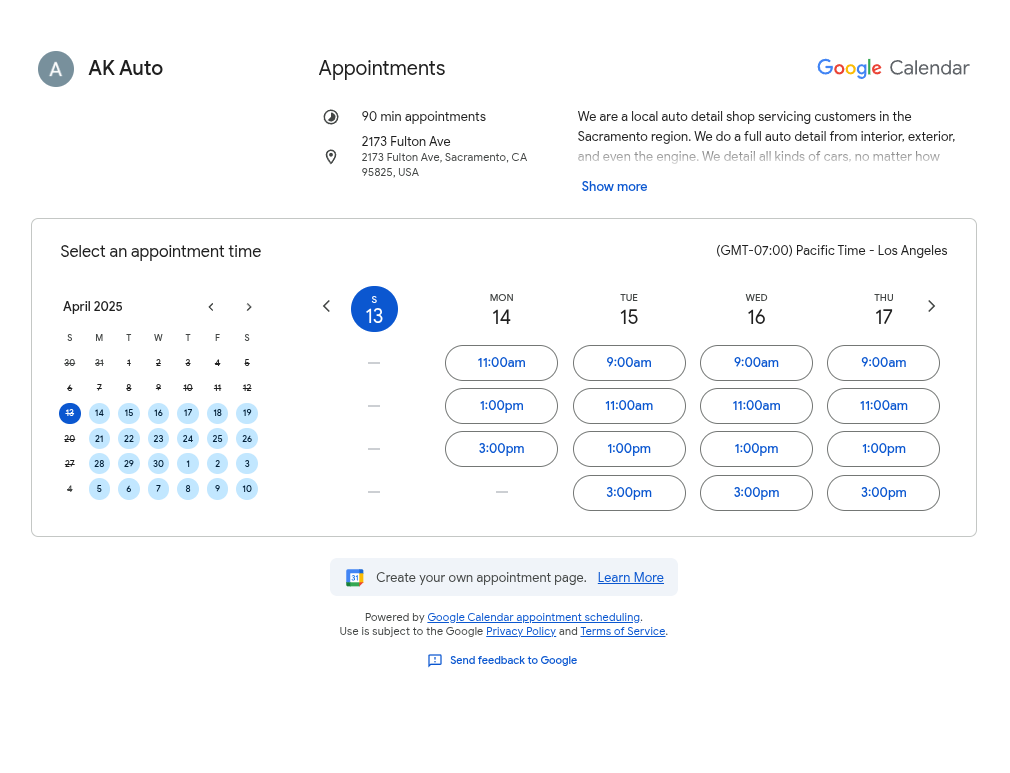 A
AK Auto
Appointments
Google Calendar
90 min appointments
2173 Fulton Ave
2173 Fulton Ave, Sacramento, CA
95825, USA
We are a local auto detail shop servicing customers in the
Sacramento region. We do a full auto detail from interior, exterior,
and even the engine. We detail all kinds of cars, no matter how
Show more
Select an appointment time
(GMT-07:00) Pacific Time - Los Angeles
April 2025
S M T W T F S
30 31 1 2 3 4 5
6 7 8 9 10 11 12
13 14 15 16 17 18 19
20 21 22 23 24 25 26
27 28 29 30 1 2 3
4 5 6 7 8 9 10
S MON TUE WED THU
13 14 15 16 17
— 11:00am 9:00am 9:00am 9:00am
— 1:00pm 11:00am 11:00am 11:00am
— 3:00pm 1:00pm 1:00pm 1:00pm
— — 3:00pm 3:00pm 3:00pm
31 Create your own appointment page. Learn More
Powered by Google Calendar appointment scheduling.
Use is subject to the Google Privacy Policy and Terms of Service.
Send feedback to Google